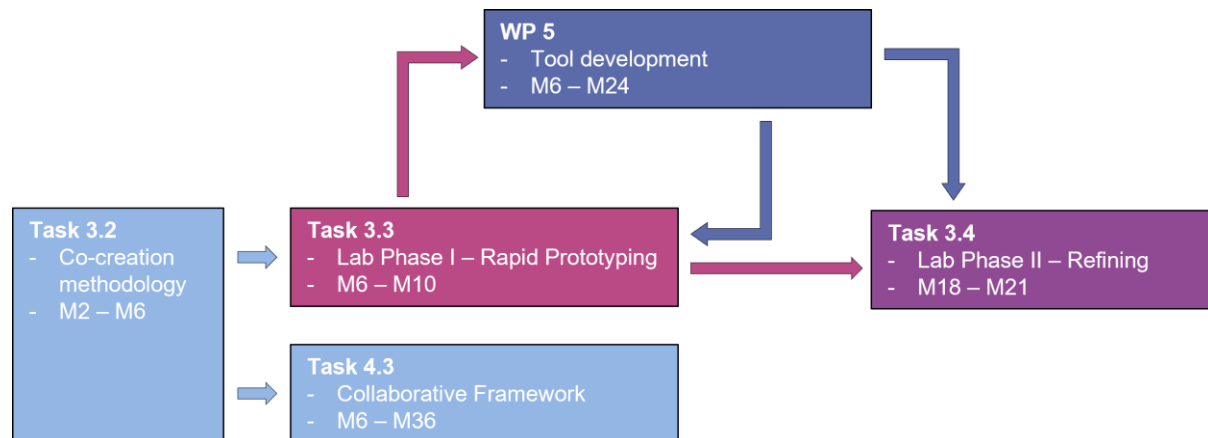 WP 5
- Tool development
- M6 – M24
Task 3.2
- Co-creation
methodology
- M2 – M6
Task 3.3
- Lab Phase I – Rapid Prototyping
- M6 – M10
Task 3.4
- Lab Phase II – Refining
- M18 – M21
Task 4.3
- Collaborative Framework
- M6 – M36